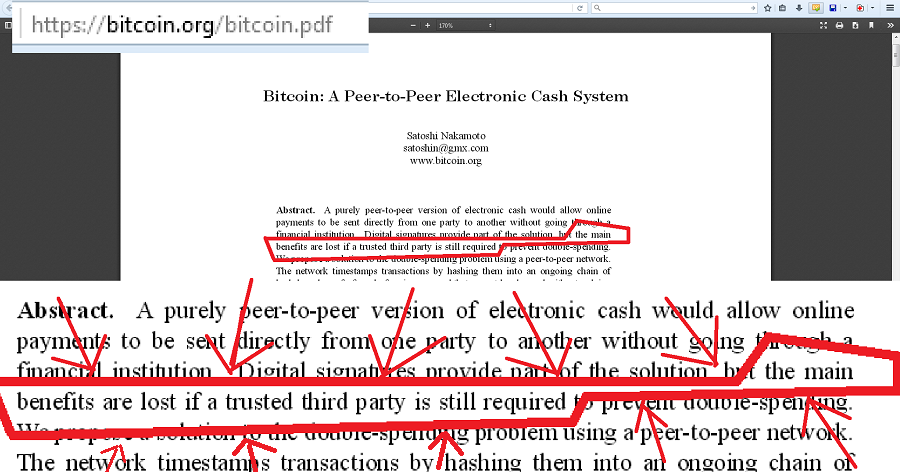 https://bitcoin.org/bitcoin.pdf
170%
Bitcoin: A Peer-to-Peer Electronic Cash System
Satoshi Nakamoto
satoshin@gmx.com
www.bitcoin.org
Abstract. A purely peer-to-peer version of electronic cash would allow online
payments to be sent directly from one party to another without going through a
financial institution. Digital signatures provide part of the solution, but the main
benefits are lost if a trusted third party is still required to prevent double-spending.
We propose a solution to the double-spending problem using a peer-to-peer network.
The network timestamps transactions by hashing them into an ongoing chain of
Abstract. A purely peer-to-peer version of electronic cash would allow online
payments to be sent directly from one party to another without going through a
financial institution. Digital signatures provide part of the solution, but the main
benefits are lost if a trusted third party is still required to prevent double-spending.
We propose a solution to the double-spending problem using a peer-to-peer network.
The network timestamps transactions by hashing them into an ongoing chain of